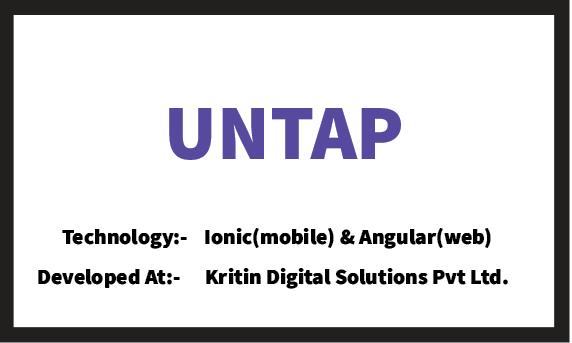 UNTAP
Technology:- Ionic(mobile) & Angular(web)
Developed At:- Kritin Digital Solutions Pvt Ltd.